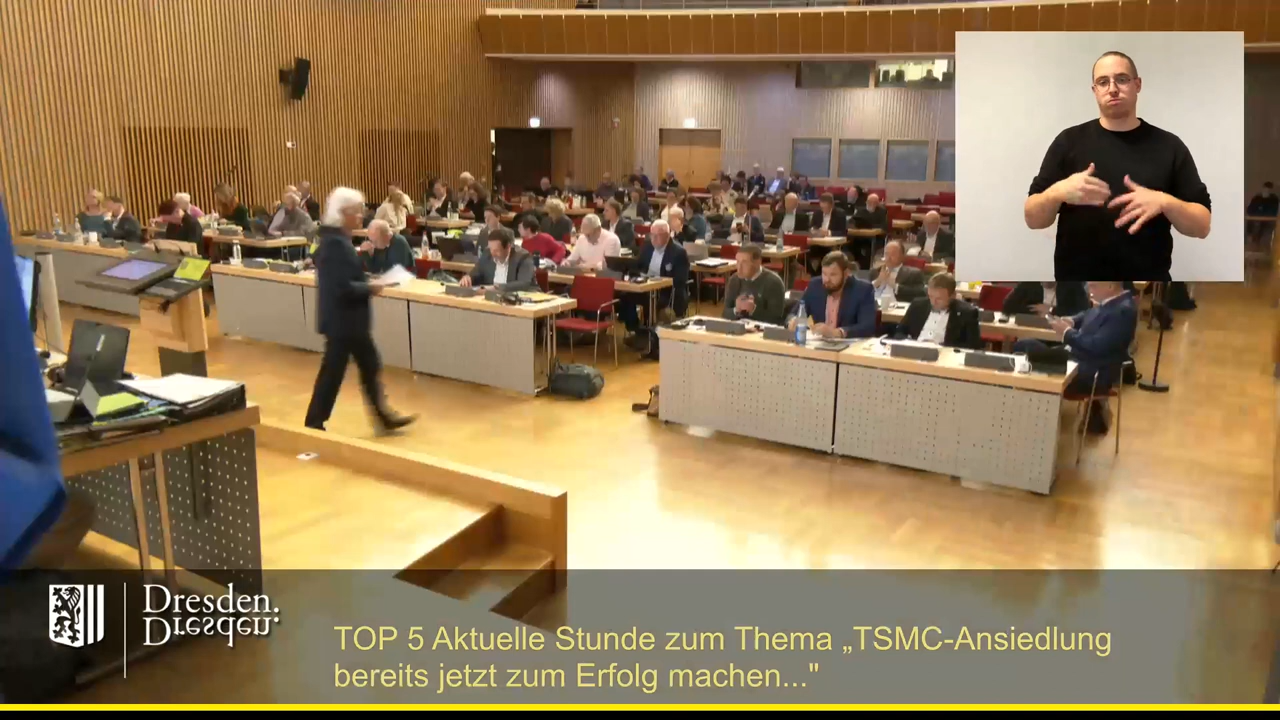 Dresden.
Dresden.
TOP 5 Aktuelle Stunde zum Thema „TSMC-Ansiedlung
bereits jetzt zum Erfolg machen..."